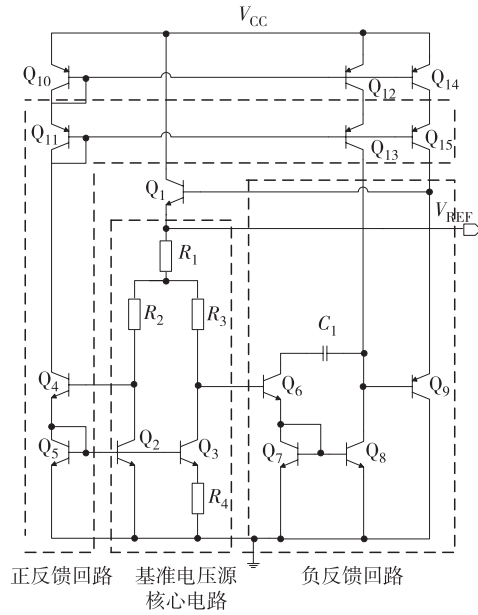 V_CC
Q_10
Q_12
Q_14
Q_11
Q_13
Q_15
Q_1
V_REF
R_1
R_2
R_3
C_1
Q_4
Q_6
Q_9
Q_5
Q_2
Q_3
Q_7
Q_8
R_4
正反馈回路
基准电压源
核心电路
负反馈回路